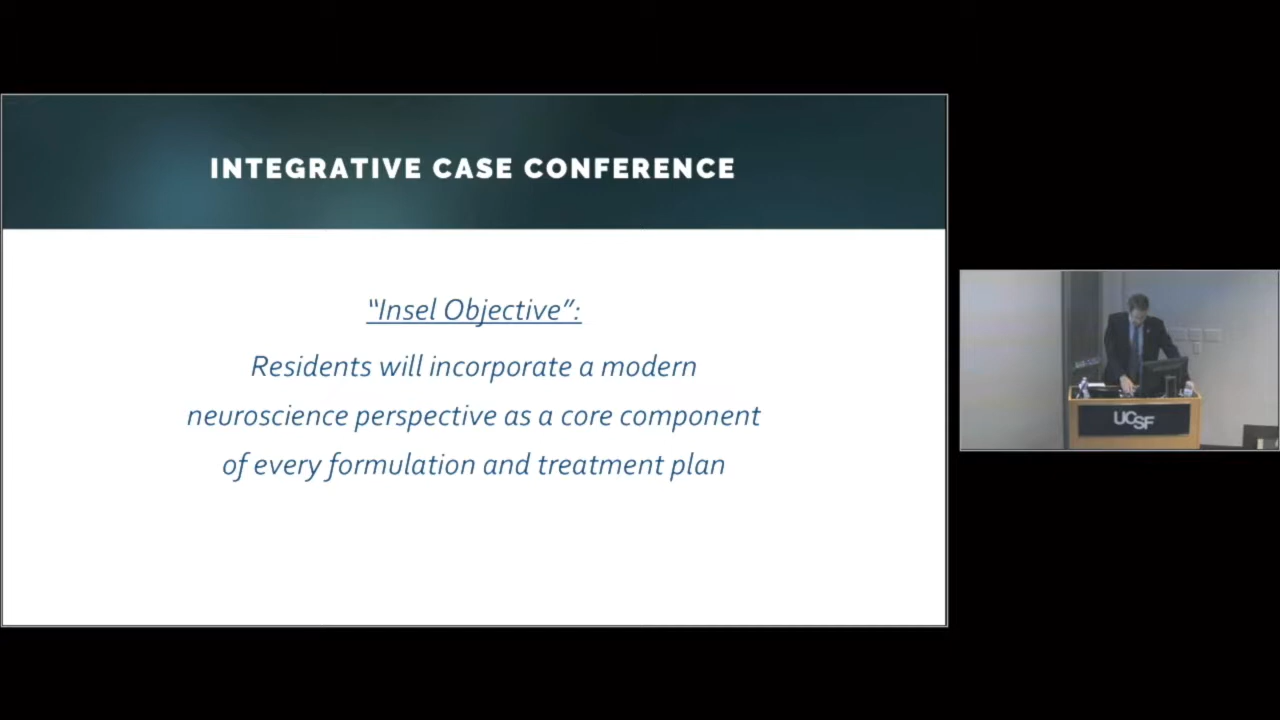 INTEGRATIVE CASE CONFERENCE
“Insel Objective”:
Residents will incorporate a modern
neuroscience perspective as a core component
of every formulation and treatment plan
UCSF